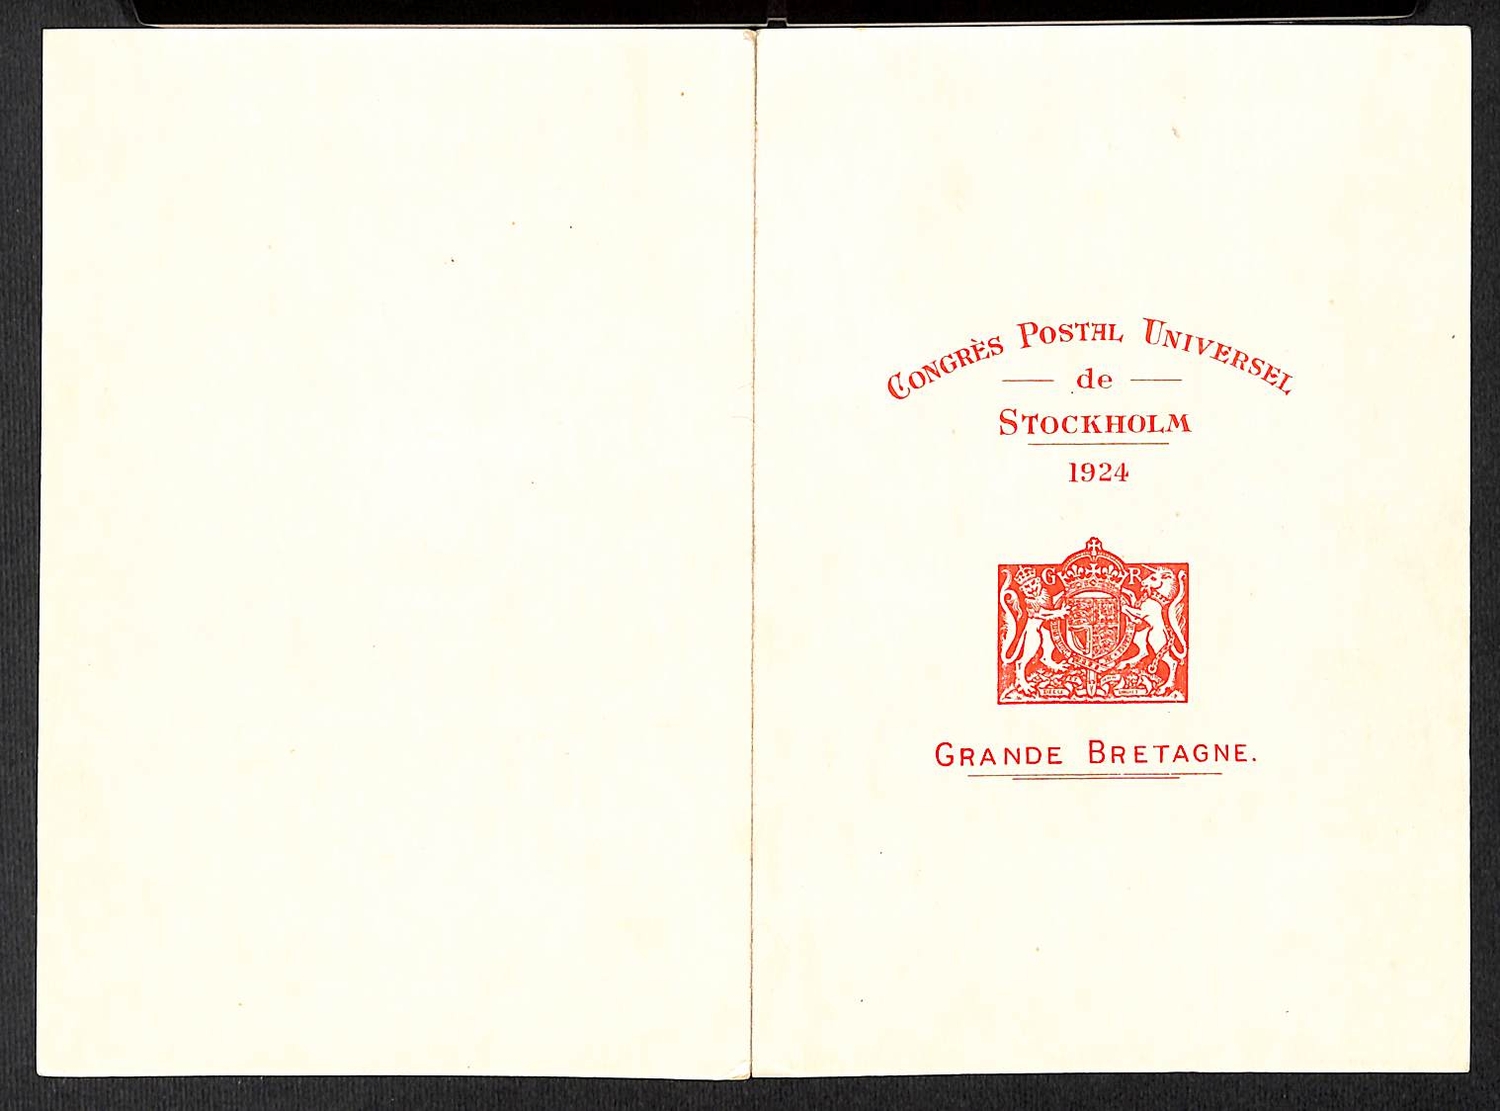 CONGRÈS POSTAL UNIVERSEL
de
STOCKHOLM
1924
G R
GRANDE BRETAGNE.